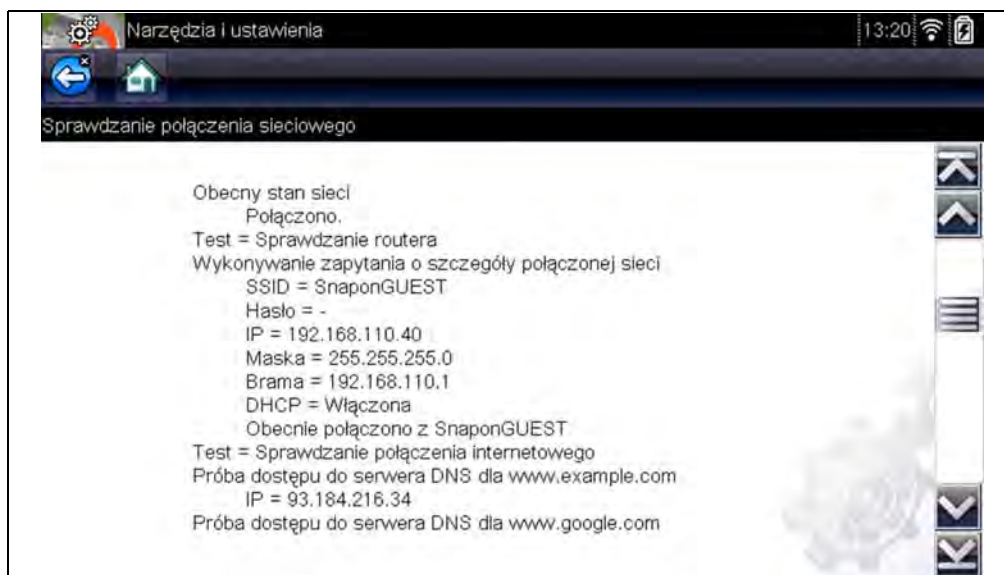 Narzędzia i ustawienia
13:20
Sprawdzanie połączenia sieciowego
Obecny stan sieci
Połączono.
Test = Sprawdzanie routera
Wykonywanie zapytania o szczegóły połączonej sieci
SSID = SnaponGUEST
Hasło = -
IP = 192.168.110.40
Maska = 255.255.255.0
Brama = 192.168.110.1
DHCP = Włączona
Obecnie połączono z SnaponGUEST
Test = Sprawdzanie połączenia internetowego
Próba dostępu do serwera DNS dla www.example.com
IP = 93.184.216.34
Próba dostępu do serwera DNS dla www.google.com